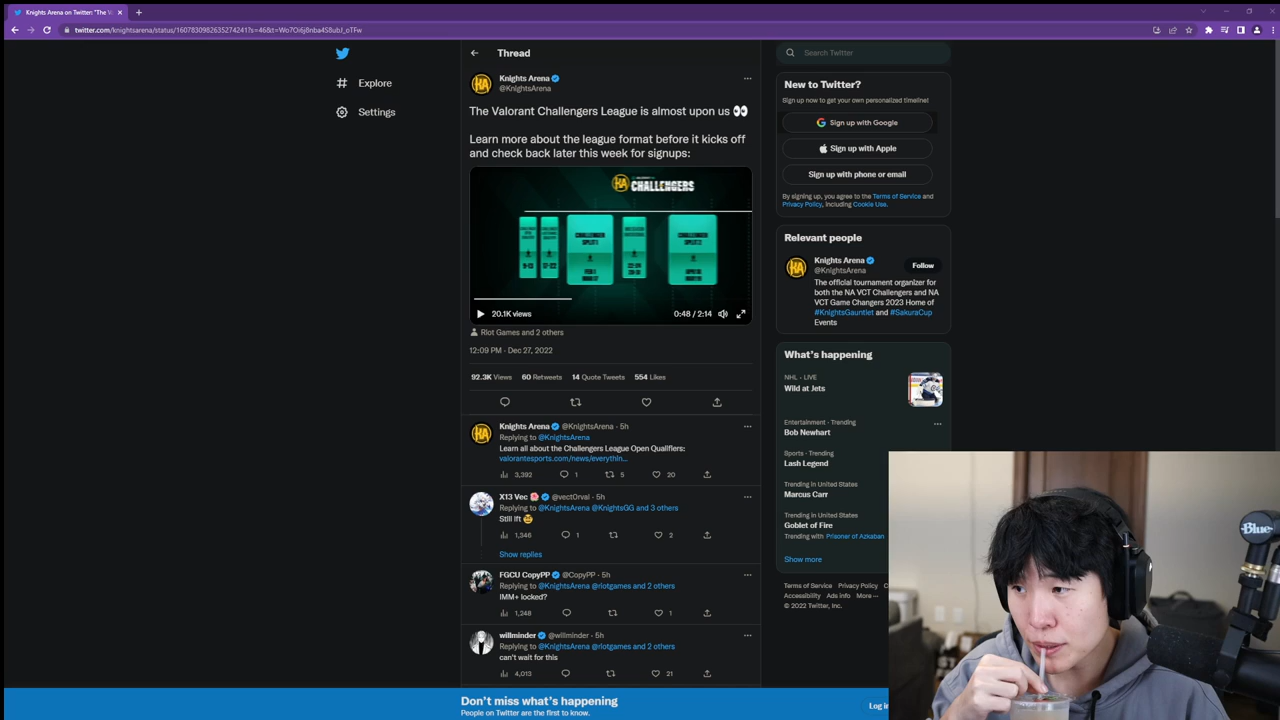 Knights Arena on Twitter: "The V
twitter.com/knightsarena/status/1607830982635274241?s=46&t=Wo7Oi6j8nba4S8ubJ_oTFw
Explore
Settings
Thread
Knights Arena
@KnightsArena
The Valorant Challengers League is almost upon us 👀
Learn more about the league format before it kicks off
and check back later this week for signups:
KA
CHALLENGERS
20.1K views
0:48 / 2:14
Riot Games and 2 others
12:09 PM · Dec 27, 2022
92.3K Views 60 Retweets 14 Quote Tweets 554 Likes
Knights Arena @KnightsArena · 5h
Replying to @KnightsArena
Learn all about the Challengers League Open Qualifiers:
valorantesports.com/news/everythin...
3,392 1 5 20
X13 Vec @vect0rval · 5h
Replying to @KnightsArena @KnightsGG and 3 others
Still lft 🤓
1,346 1 2
Show replies
FGCU CopyPP @CopyPP · 5h
Replying to @KnightsArena @riotgames and 2 others
IMM+ locked?
1,248 1
willminder @wilminder · 5h
Replying to @KnightsArena @riotgames and 2 others
can't wait for this
4,013 21
Search Twitter
New to Twitter?
Sign up now to get your own personalized timeline!
Sign up with Google
Sign up with Apple
Sign up with phone or email
By signing up, you agree to the Terms of Service and
Privacy Policy, including Cookie Use.
Relevant people
Knights Arena
@KnightsArena
Follow
The official tournament organizer for
both the NA VCT Challengers and NA
VCT Game Changers 2023 Home of
#KnightsGauntlet and #SakuraCup
Events
What's happening
NHL · LIVE
Wild at Jets
Entertainment · Trending
Bob Newhart
Sports · Trending
Lash Legend
Trending in United States
Marcus Carr
Trending in United States
Goblet of Fire
Trending with Prisoner of Azkaban
Show more
Terms of Service Privacy Policy C
Accessibility Ads info More ···
© 2022 Twitter, Inc.
Don't miss what's happening
People on Twitter are the first to know.
Log in
Blue